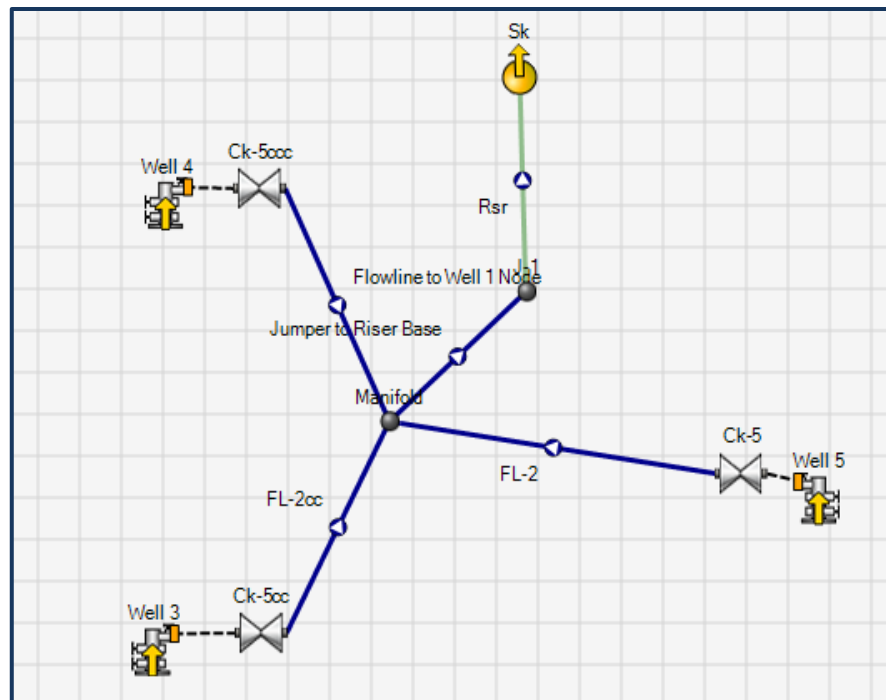 Sk
Ck-5ccc
Well 4
Rsr
J-1
Flowline to Well 1 Node
Jumper to Riser Base
Manifold
Ck-5
Well 5
FL-2
FL-2cc
Ck-5cc
Well 3